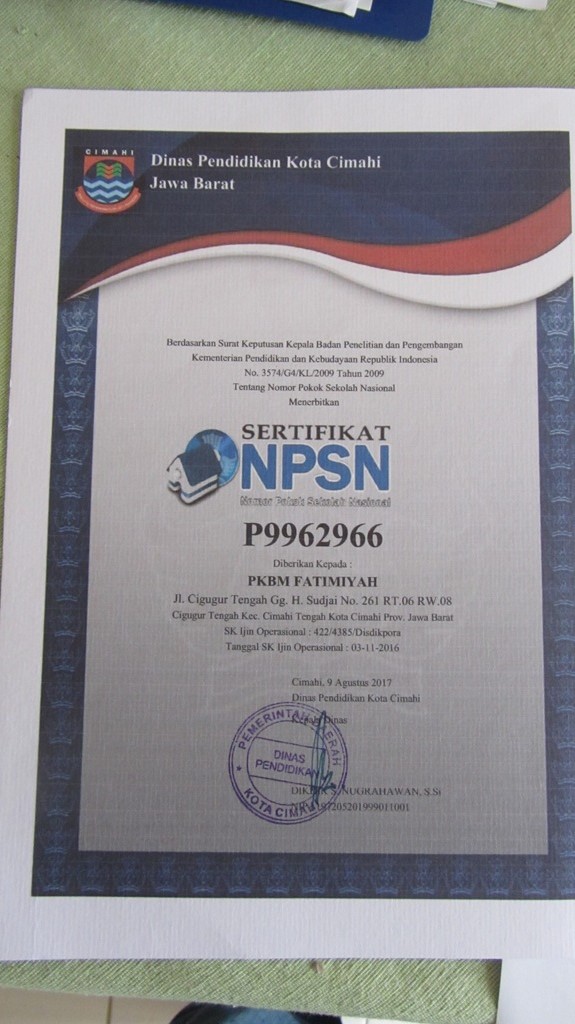 CIMAHI
Dinas Pendidikan Kota Cimahi
Jawa Barat
Berdasarkan Surat Keputusan Kepala Badan Penelitian dan Pengembangan
Kementerian Pendidikan dan Kebudayaan Republik Indonesia
No. 3574/G4/KL/2009 Tahun 2009
Tentang Nomor Pokok Sekolah Nasional
Menerbitkan
SERTIFIKAT
NPSN
Nomor Pokok Sekolah Nasional
P9962966
Diberikan Kepada :
PKBM FATIMIYAH
Jl. Cigugur Tengah Gg. H. Sudjai No. 261 RT.06 RW.08
Cigugur Tengah Kec. Cimahi Tengah Kota Cimahi Prov. Jawa Barat
SK Ijin Operasional : 422/4385/Disdikpora
Tanggal SK Ijin Operasional : 03-11-2016
Cimahi, 9 Agustus 2017
Dinas Pendidikan Kota Cimahi
Kepala Dinas
PEMERINTAH DAERAH
DINAS
PENDIDIKAN
KOTA CIMAHI
S. NUGRAHAWAN, S.Si